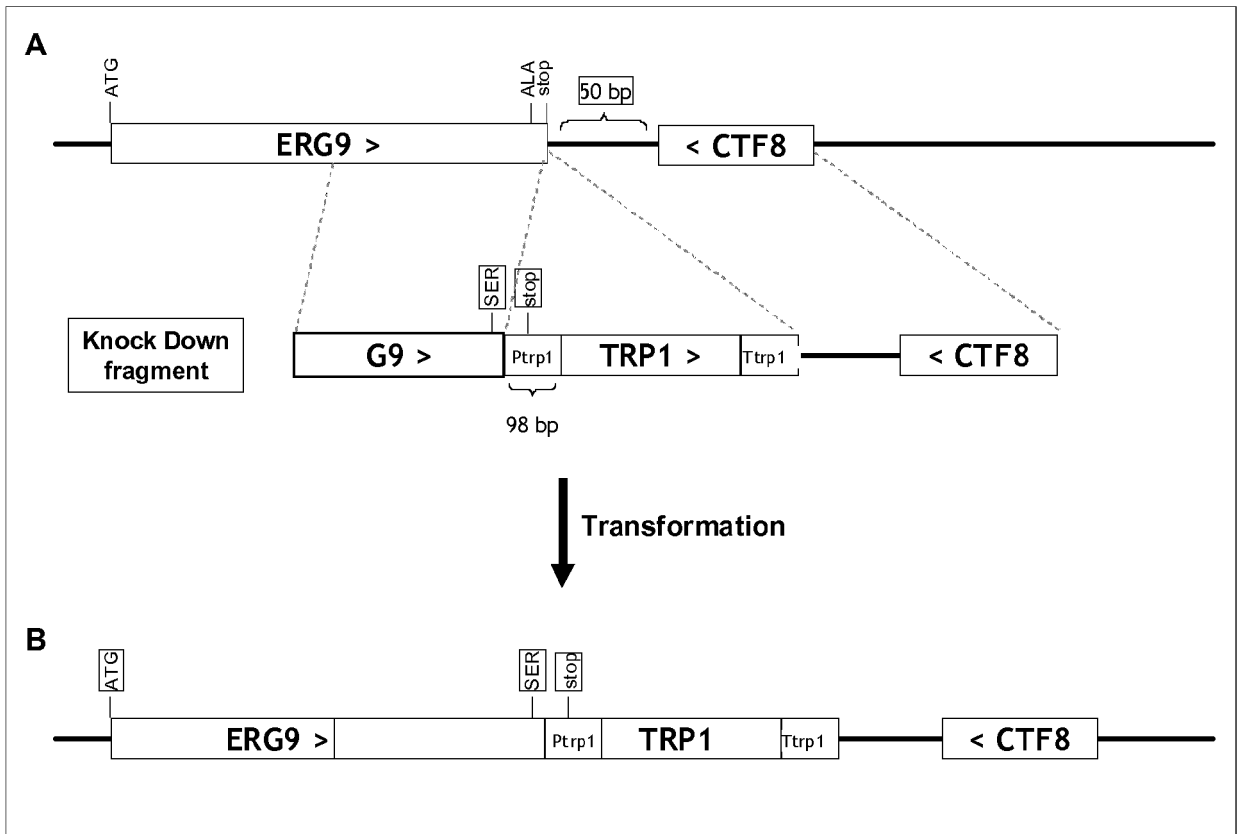 A
ATG
ALA
stop
50 bp
ERG9 >
< CTF8
SER
stop
Knock Down
fragment
G9 >
Ptrp1
TRP1 >
Ttrp1
< CTF8
98 bp
Transformation
B
ATG
SER
stop
ERG9 >
Ptrp1
TRP1
Ttrp1
< CTF8